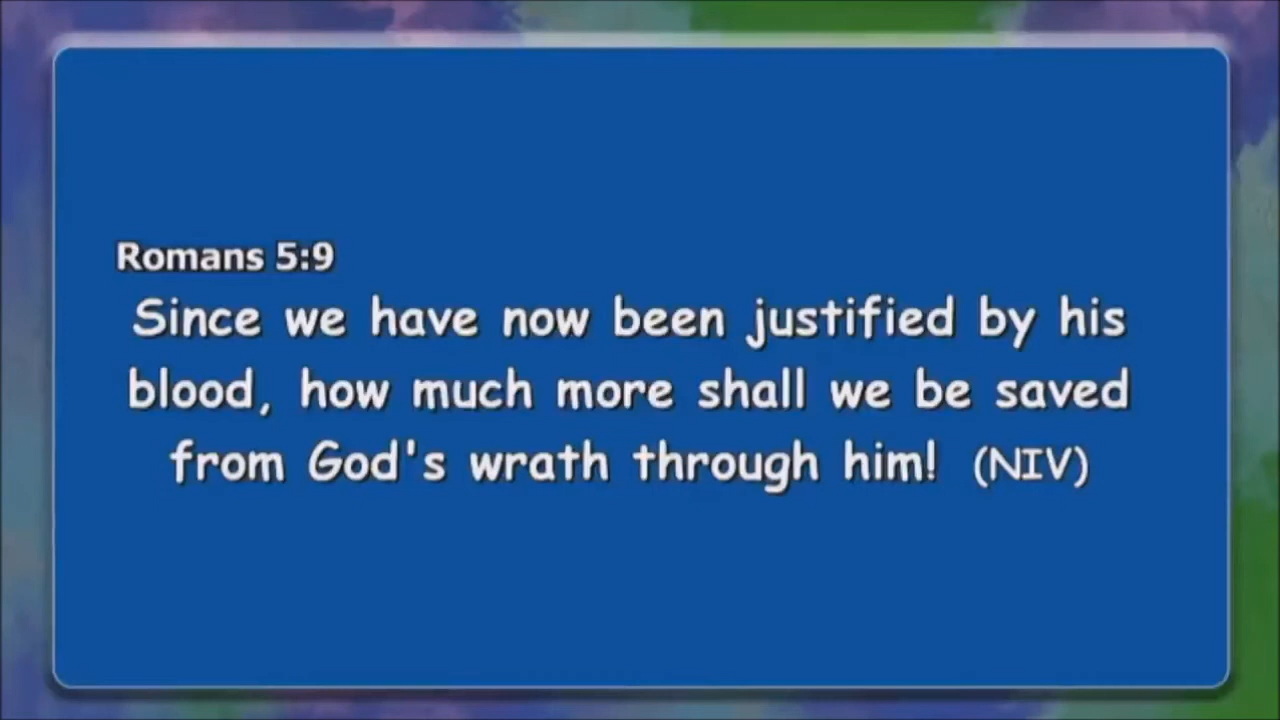 Romans 5:9
Since we have now been justified by his
blood, how much more shall we be saved
from God's wrath through him! (NIV)